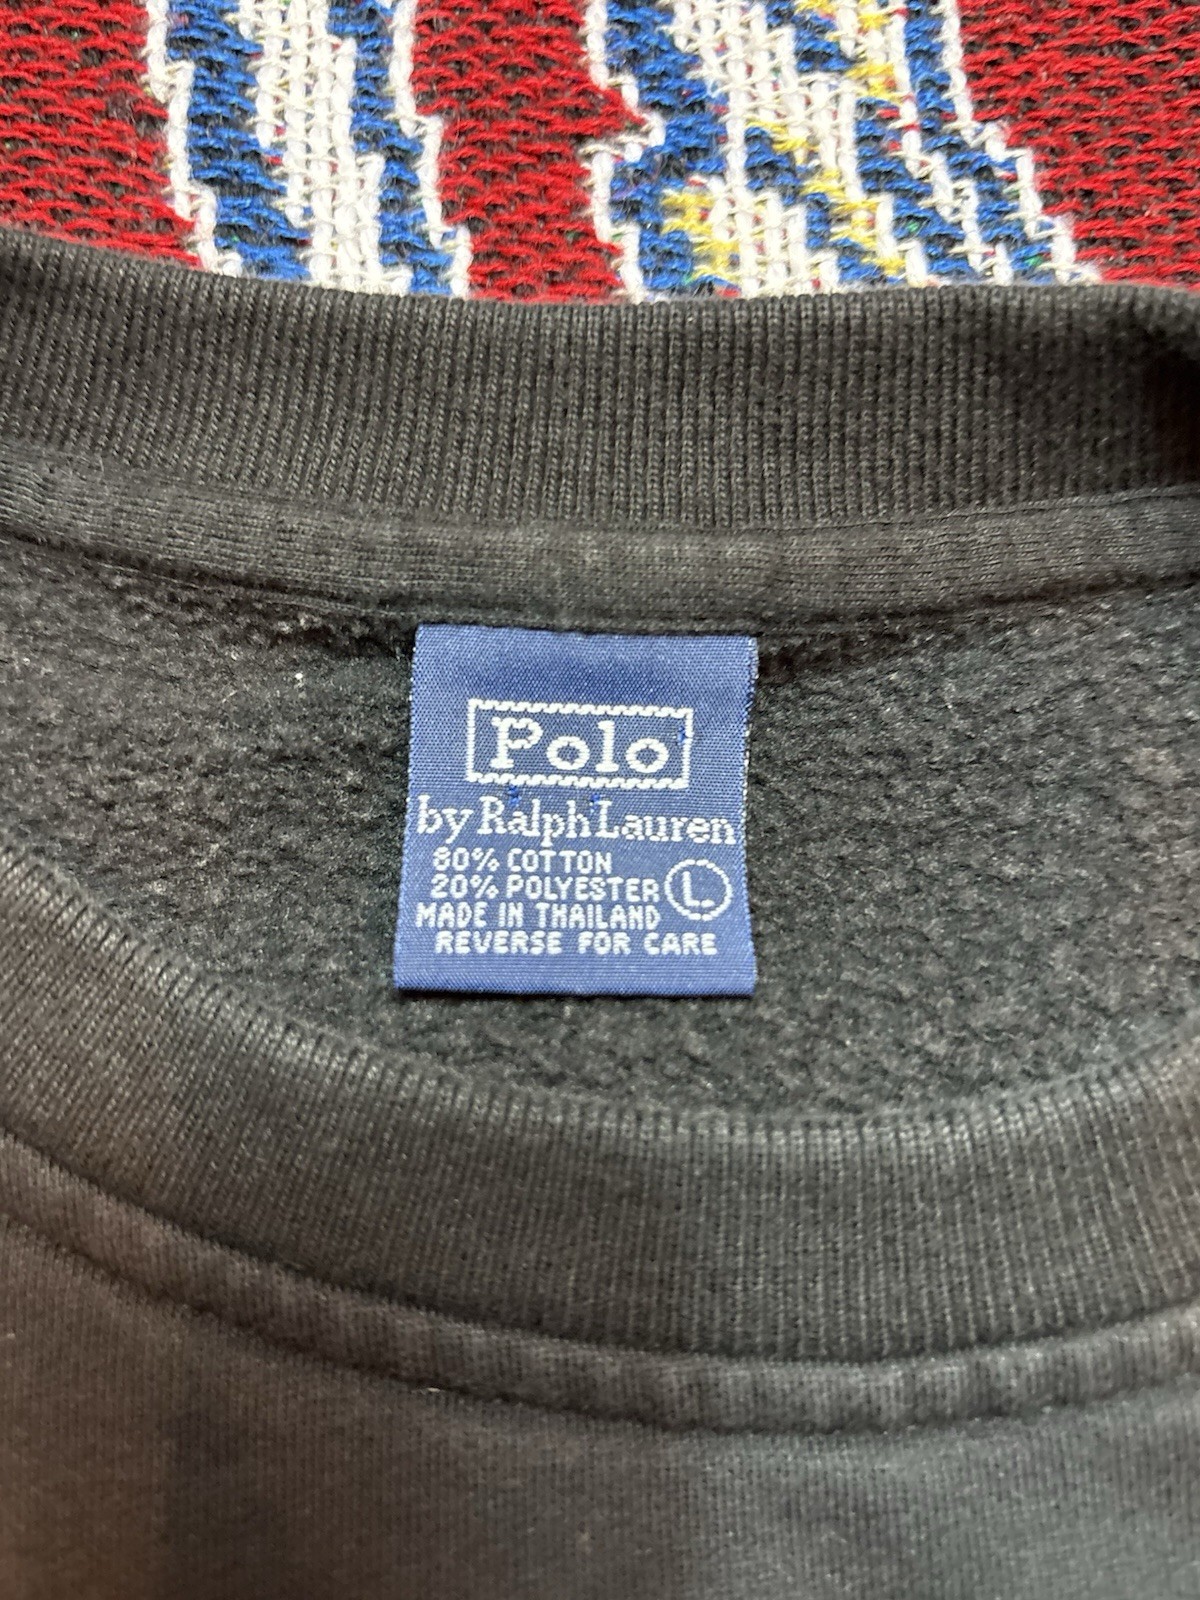 Polo
by Ralph Lauren
80% COTTON
20% POLYESTER L
MADE IN THAILAND
REVERSE FOR CARE